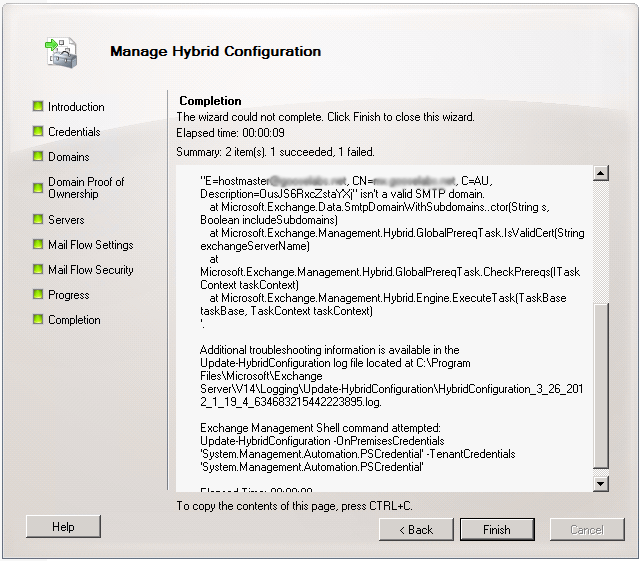 Manage Hybrid Configuration
Introduction
Credentials
Domains
Domain Proof of
Ownership
Servers
Mail Flow Settings
Mail Flow Security
Progress
Completion
Completion
The wizard could not complete. Click Finish to close this wizard.
Elapsed time: 00:00:09
Summary: 2 item(s). 1 succeeded, 1 failed.
"E=hostmaster , CN= , C=AU,
Description=0usJS6RxcZstaYXj" isn't a valid SMTP domain.
at Microsoft.Exchange.Data.SmtpDomainWithSubdomains..ctor(String s,
Boolean includeSubdomains)
at Microsoft.Exchange.Management.Hybrid.GlobalPrereqTask.IsValidCert(String
exchangeServerName)
at
Microsoft.Exchange.Management.Hybrid.GlobalPrereqTask.CheckPrereqs(ITask
Context taskContext)
at Microsoft.Exchange.Management.Hybrid.Engine.ExecuteTask(TaskBase
taskBase, TaskContext taskContext)
'.
Additional troubleshooting information is available in the
Update-HybridConfiguration log file located at C:\Program
Files\Microsoft\Exchange
Server\V14\Logging\Update-HybridConfiguration\HybridConfiguration_3_26_201
2_1_19_4_634683215442223895.log.
Exchange Management Shell command attempted:
Update-HybridConfiguration -OnPremisesCredentials
'System.Management.Automation.PSCredential' -TenantCredentials
'System.Management.Automation.PSCredential'
Elapsed Time: 00:00:09
To copy the contents of this page, press CTRL+C.
Help
< Back
Finish
Cancel